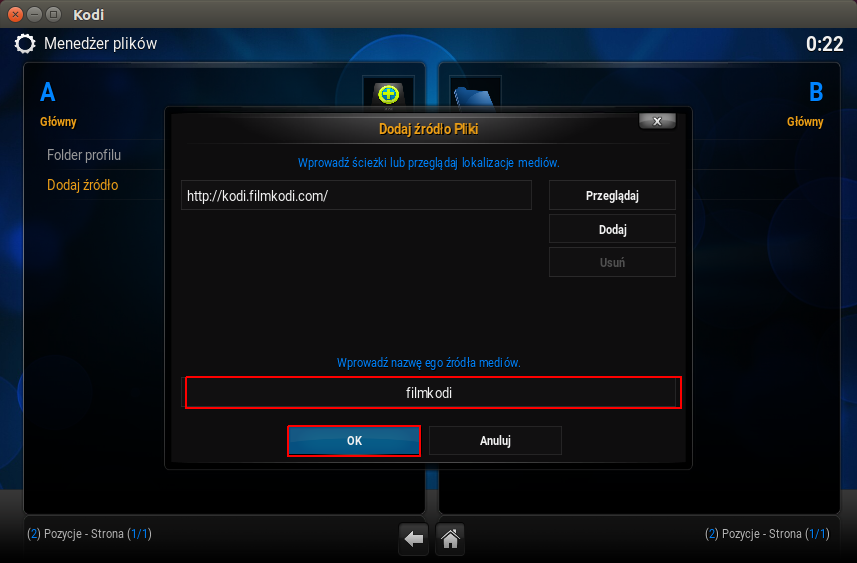 Kodi
Menedżer plików
0:22
A
B
Główny
Główny
Folder profilu
Dodaj źródło
Dodaj źródło Pliki
x
Wprowadź ścieżki lub przeglądaj lokalizacje mediów.
http://kodi.filmkodi.com/
Przeglądaj
Dodaj
Usuń
Wprowadź nazwę ego źródła mediów.
filmkodi
OK
Anuluj
(2) Pozycje - Strona (1/1)
(2) Pozycje - Strona (1/1)